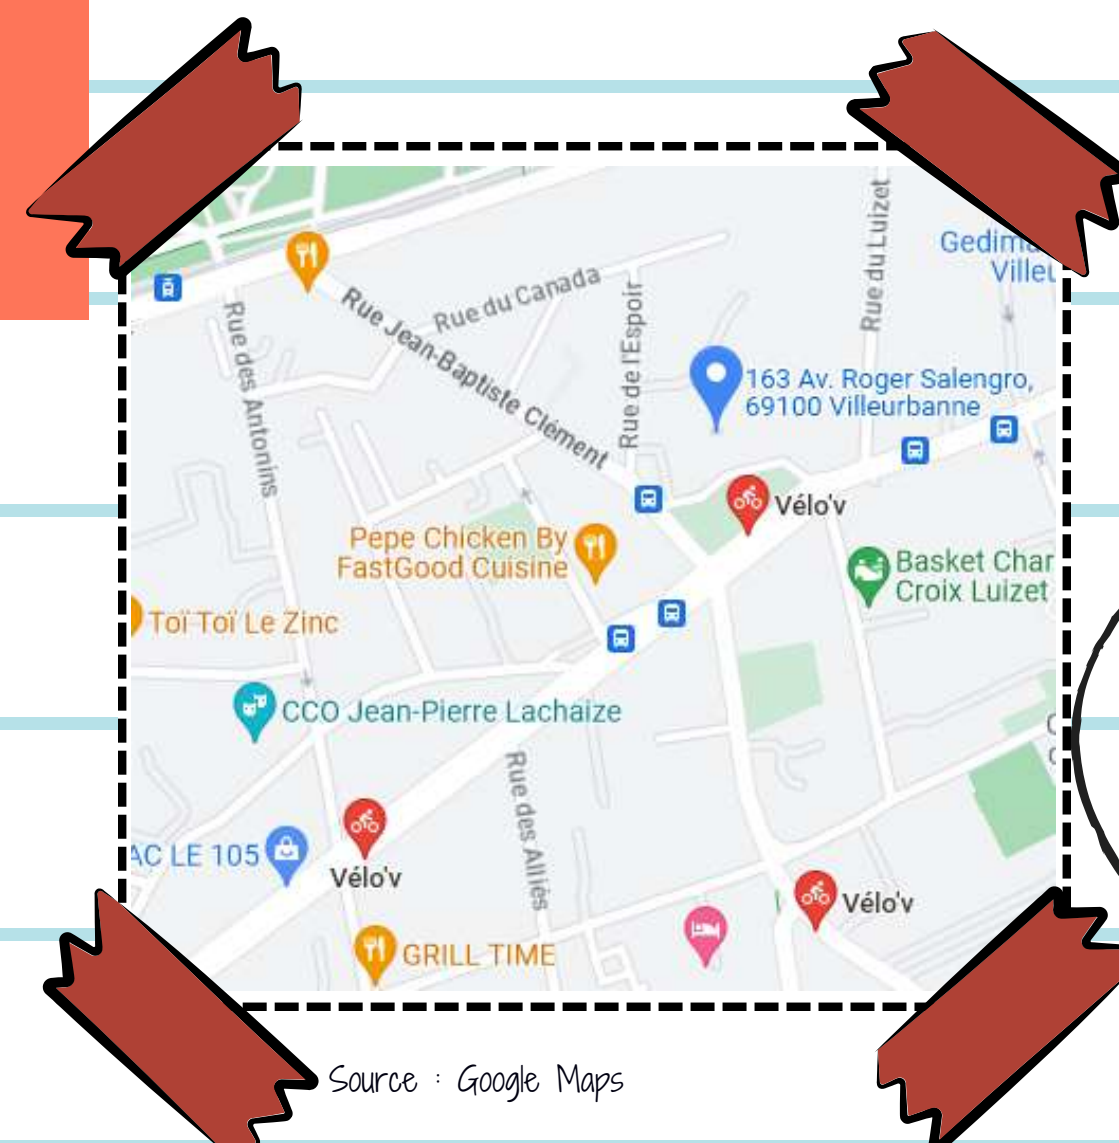 Rue du Luizet
Villeu
Rue du Canada
Rue Jean-Baptiste Clément
Rue des Antonins
Rue de l'Espoir
163 Av. Roger Salengro,
69100 Villeurbanne
Vélo'v
Pepe Chicken By
FastGood Cuisine
Basket Char
Croix Luizet
Toï Toï Le Zinc
CCO Jean-Pierre Lachaize
Rue des Alliés
AC LE 105
Vélo'v
Vélo'v
GRILL TIME
Source : Google Maps